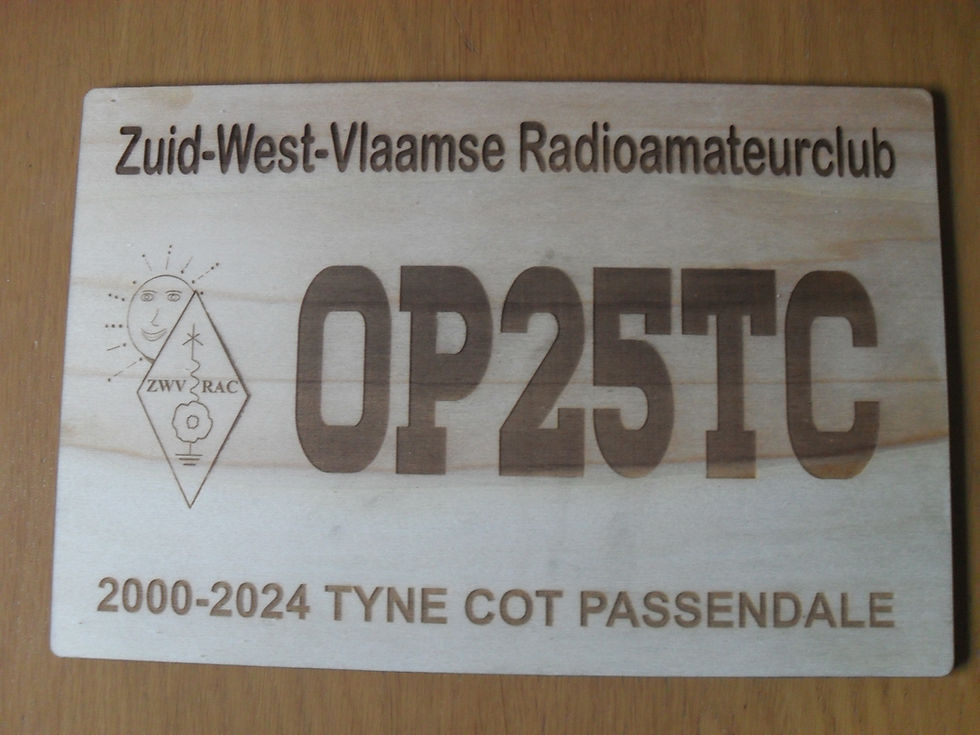 Zuid-West-Vlaamse Radioamateurclub
OP25TC
ZWV RAC
2000-2024 TYNE COT PASSENDALE